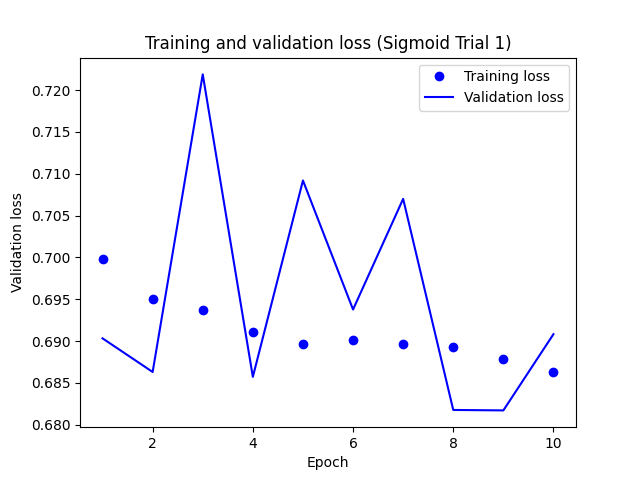 Training and validation loss (Sigmoid Trial 1)
Training loss
Validation loss
0.720
0.715
0.710
0.705
0.700
0.695
0.690
0.685
0.680
Validation loss
2
4
6
8
10
Epoch